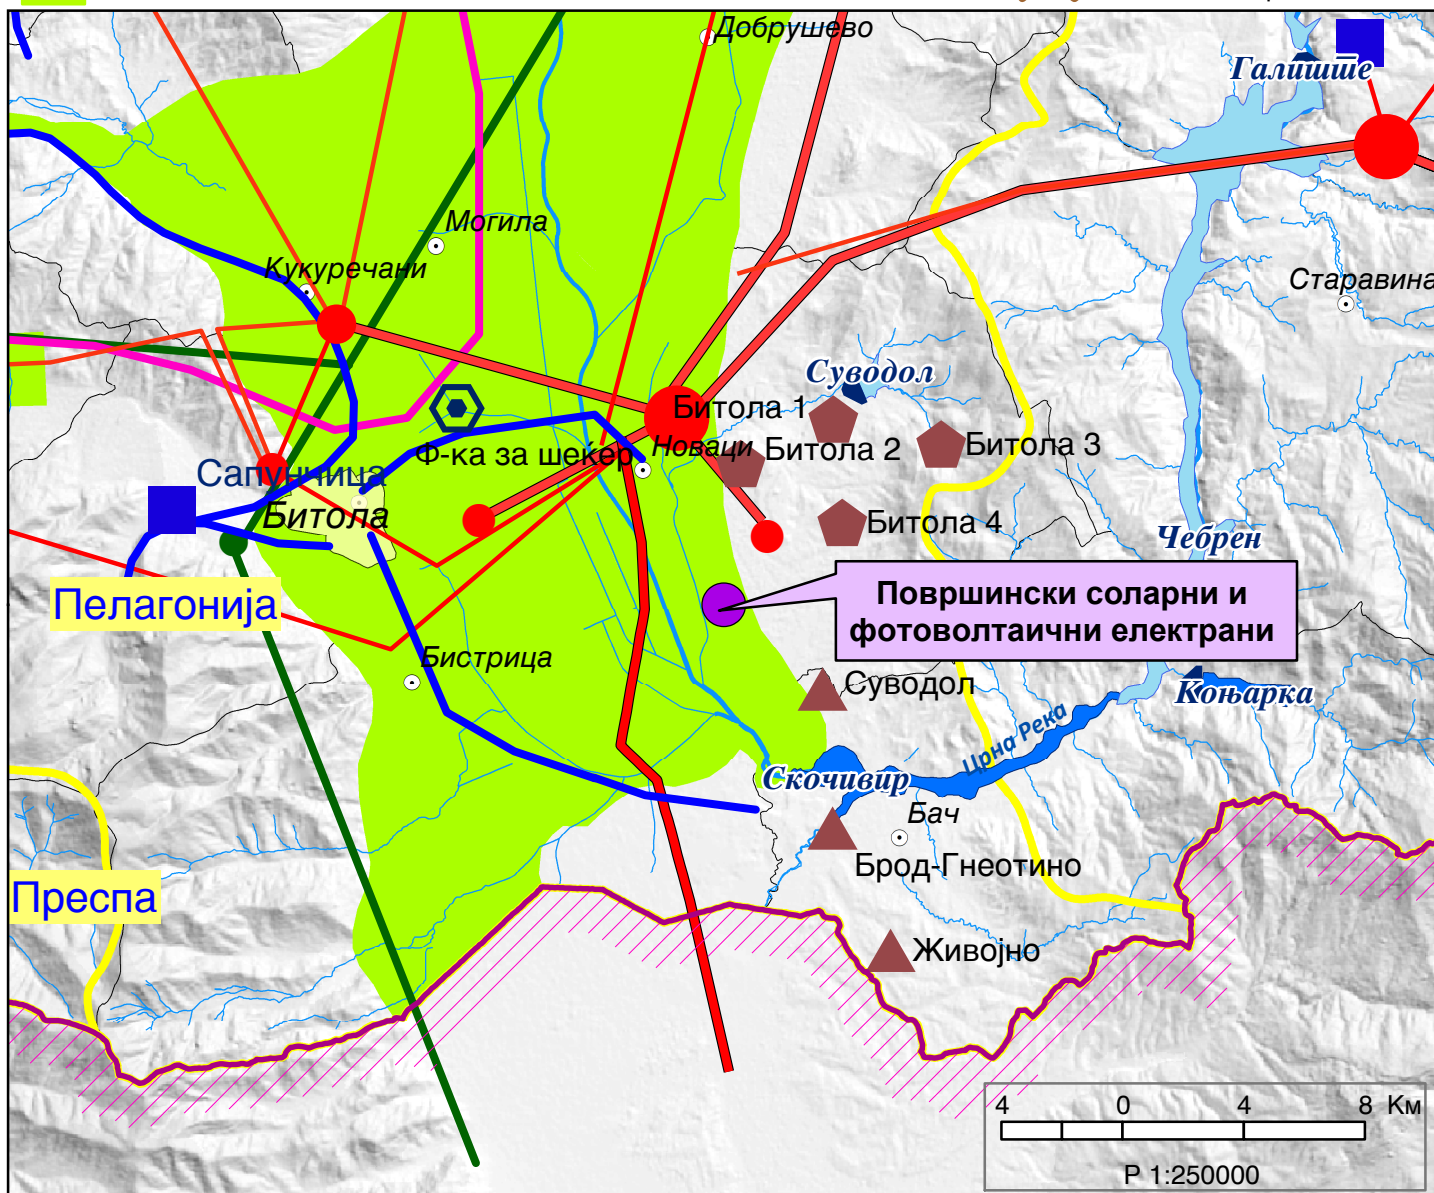 Добрушево
Галиште
Могила
Кукуречани
Старавина
Суводол
Битола 1
Новаци
Битола 2
Битола 3
Ф-ка за шеќер
Сапунчица
Битола
Битола 4
Чебрен
Пелагонија
Површински соларни и
фотоволтаични електрани
Бистрица
Суводол
Коњарка
Црна Река
Скочивир
Бач
Брод-Гнеотино
Преспа
Живојно
4 0 4 8 Км
Р 1:250000